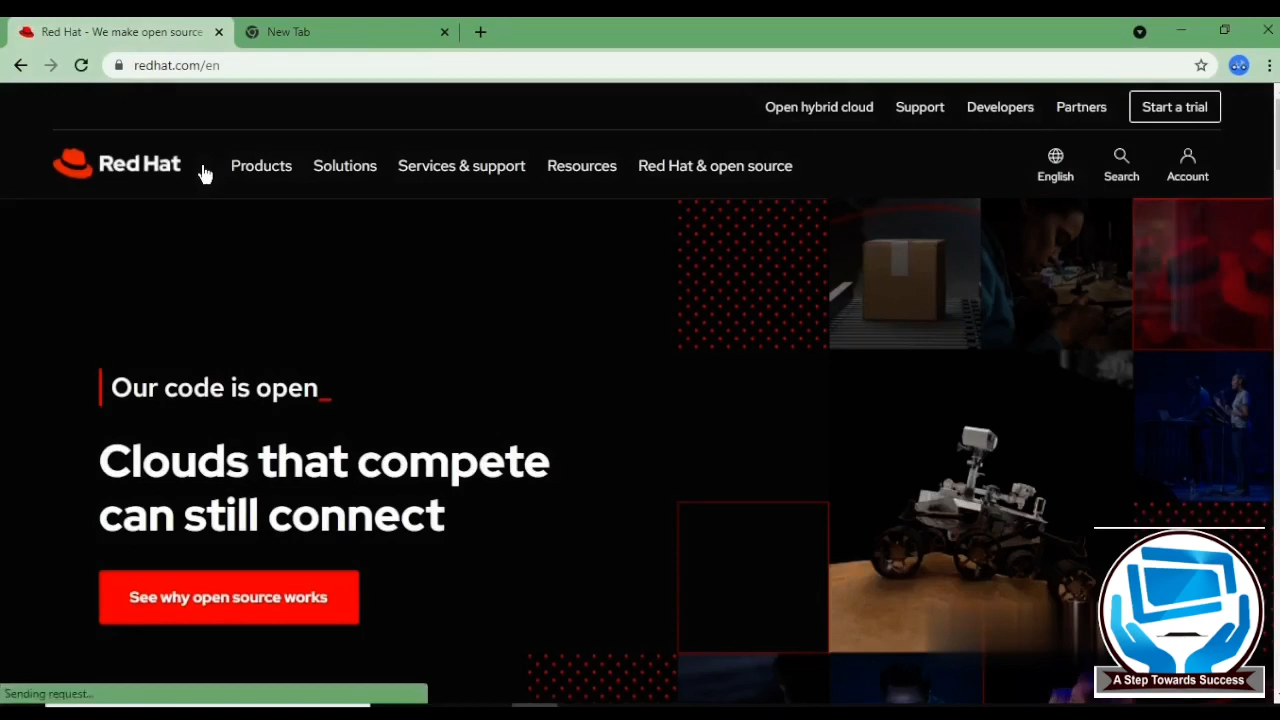 Red Hat - We make open source
New Tab
redhat.com/en
Open hybrid cloud
Support
Developers
Partners
Start a trial
Red Hat
Products
Solutions
Services & support
Resources
Red Hat & open source
English
Search
Account
Our code is open_
Clouds that compete
can still connect
See why open source works
A Step Towards Success
Sending request...